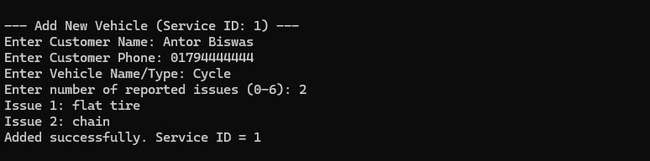 --- Add New Vehicle (Service ID: 1) ---
Enter Customer Name: Antor Biswas
Enter Customer Phone: 01794444444
Enter Vehicle Name/Type: Cycle
Enter number of reported issues (0-6): 2
Issue 1: flat tire
Issue 2: chain
Added successfully. Service ID = 1